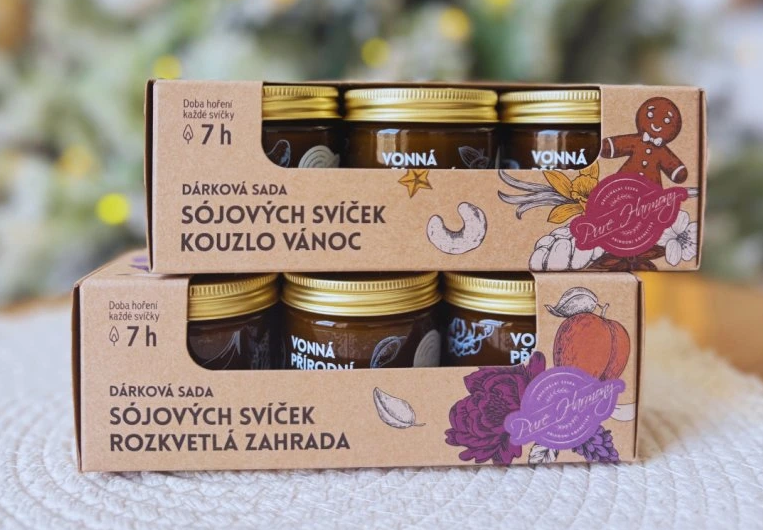 Doba hoření
každé svíčky
7 h
VONNÁ
VONNÁ
DÁRKOVÁ SADA
SÓJOVÝCH SVÍČEK
KOUZLO VÁNOC
Pure Harmony
Doba hoření
každé svíčky
7 h
VONNÁ
PŘÍRODNÍ
DÁRKOVÁ SADA
SÓJOVÝCH SVÍČEK
ROZKVETLÁ ZAHRADA
Pure Harmony